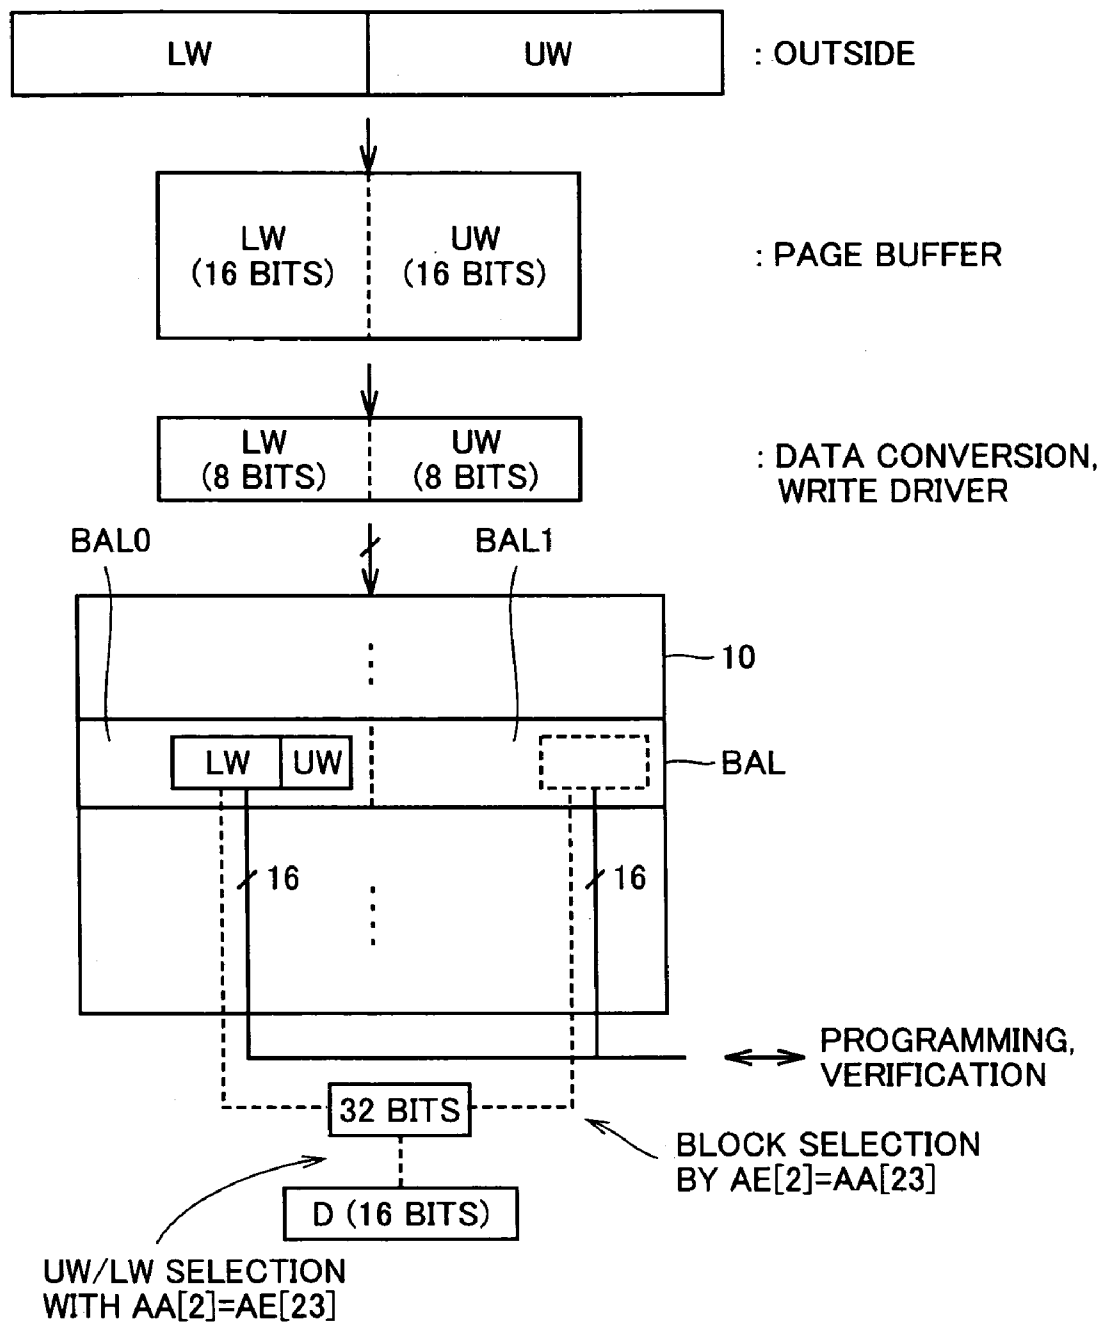 LW
UW
: OUTSIDE
LW
(16 BITS)
UW
(16 BITS)
: PAGE BUFFER
LW
(8 BITS)
UW
(8 BITS)
: DATA CONVERSION,
WRITE DRIVER
BAL0
BAL1
10
LW
UW
BAL
16
16
PROGRAMMING,
VERIFICATION
32 BITS
BLOCK SELECTION
BY AE[2]=AA[23]
D (16 BITS)
UW/LW SELECTION
WITH AA[2]=AE[23]